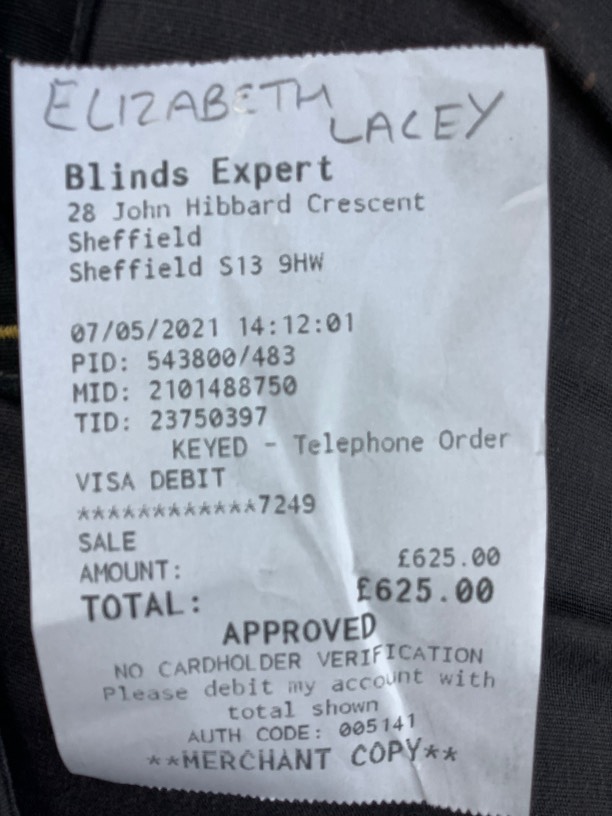 ELIZABETH
LACEY
Blinds Expert
28 John Hibbard Crescent
Sheffield
Sheffield S13 9HW
07/05/2021 14:12:01
PID: 543800/483
MID: 2101488750
TID: 23750397
KEYED - Telephone Order
VISA DEBIT
************7249
SALE
AMOUNT: £625.00
TOTAL: £625.00
APPROVED
NO CARDHOLDER VERIFICATION
Please debit my account with
total shown
AUTH CODE: 005141
**MERCHANT COPY**